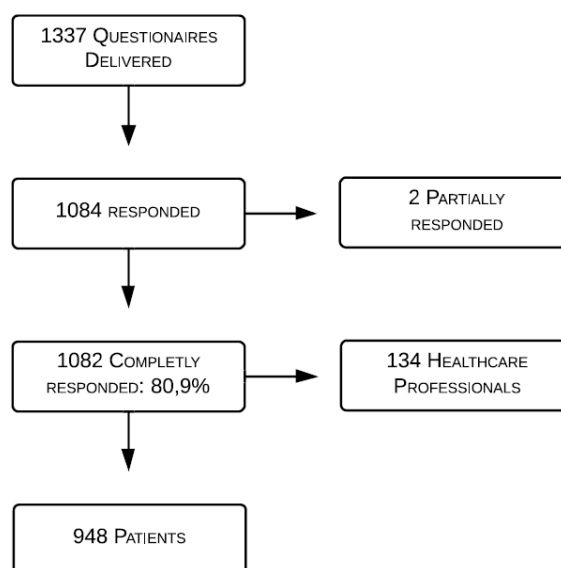 1337 QUESTIONAIRES
DELIVERED
1084 RESPONDED
2 PARTIALLY
RESPONDED
1082 COMPLETLY
RESPONDED: 80,9%
134 HEALTHCARE
PROFESSIONALS
948 PATIENTS